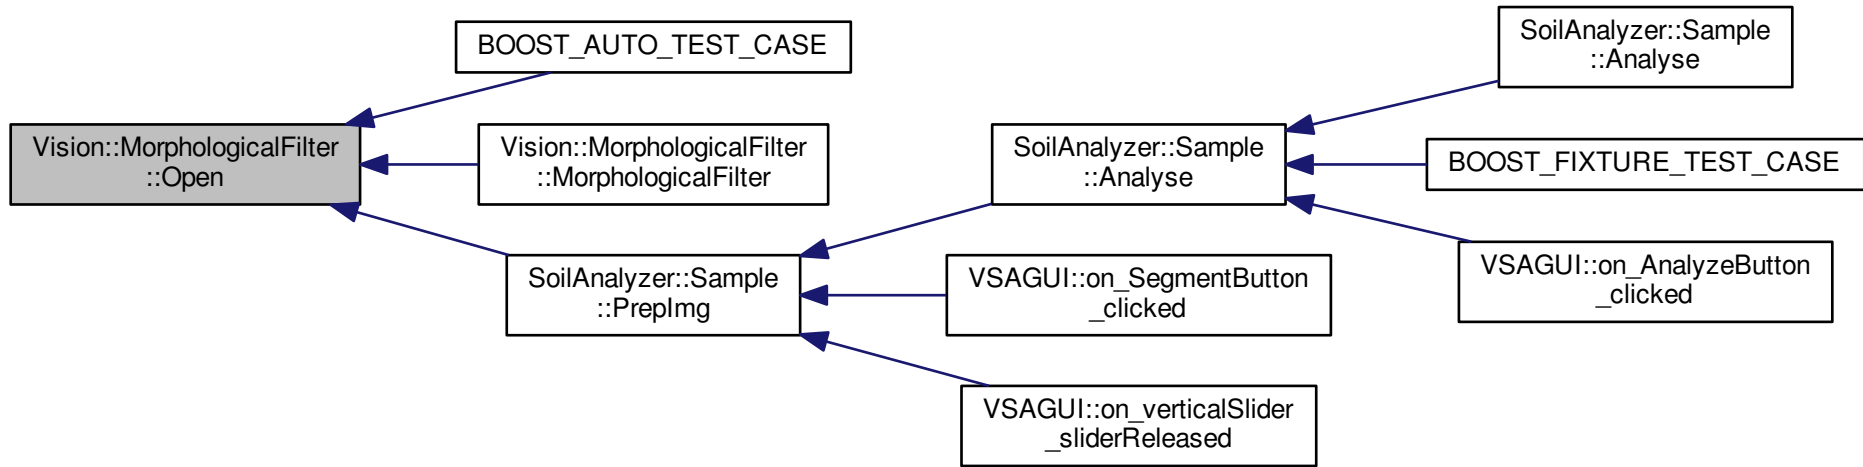 Vision::MorphologicalFilter
::Open
BOOST_AUTO_TEST_CASE
Vision::MorphologicalFilter
::MorphologicalFilter
SoilAnalyzer::Sample
::PrepImg
SoilAnalyzer::Sample
::Analyse
VSAGUI::on_SegmentButton
_clicked
VSAGUI::on_verticalSlider
_sliderReleased
SoilAnalyzer::Sample
::Analyse
BOOST_FIXTURE_TEST_CASE
VSAGUI::on_AnalyzeButton
_clicked